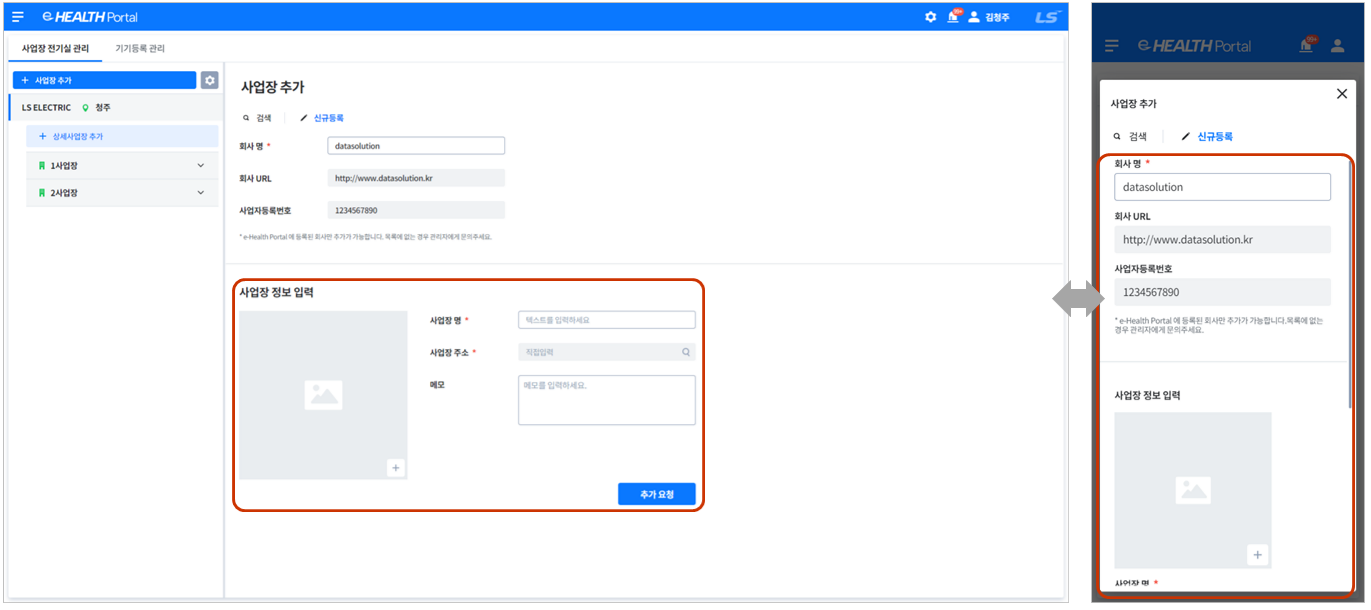 e-HEALTH Portal
99+
김청주
LS
사업장 전기실 관리
기기등록 관리
+ 사업장 추가
LS ELECTRIC 청주
+ 상세사업장 추가
1사업장
2사업장
사업장 추가
검색
신규등록
회사 명 *
datasolution
회사 URL
http://www.datasolution.kr
사업자등록번호
1234567890
* e-Health Portal 에 등록된 회사만 추가가 가능합니다. 목록에 없는 경우 관리자에게 문의주세요.
사업장 정보 입력
사업장 명 *
텍스트를 입력하세요
사업장 주소 *
직접입력
메모
메모를 입력하세요.
추가 요청
e-HEALTH Portal
99+
사업장 추가
검색
신규등록
회사 명 *
datasolution
회사 URL
http://www.datasolution.kr
사업자등록번호
1234567890
* e-Health Portal 에 등록된 회사만 추가가 가능합니다.목록에 없는
경우 관리자에게 문의주세요.
사업장 정보 입력
사업장 명 *